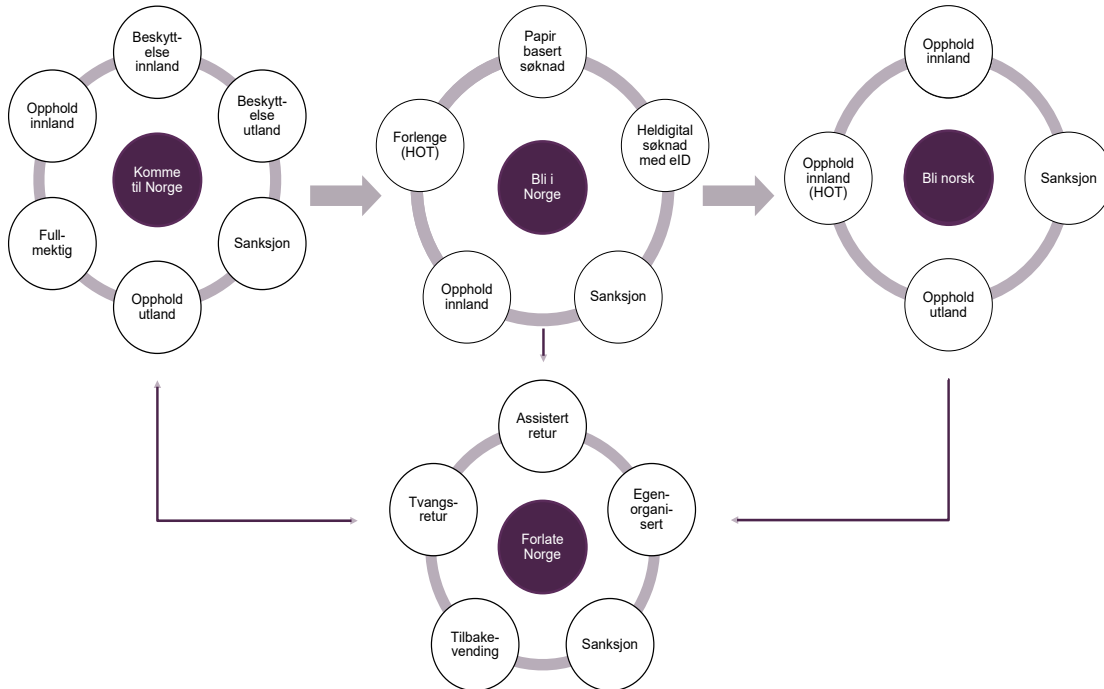 Beskytt-
else
innland
Beskytt-
else
utland
Sanksjon
Opphold
utland
Full-
mektig
Opphold
innland
Komme
til Norge
Papir
basert
søknad
Heldigital
søknad
med eID
Sanksjon
Opphold
innland
Forlenge
(HOT)
Bli i
Norge
Opphold
innland
Sanksjon
Opphold
utland
Opphold
innland
(HOT)
Bli norsk
Assistert
retur
Egen-
organi-
sert
Sanksjon
Tilbake-
vending
Tvangs-
retur
Forlate
Norge